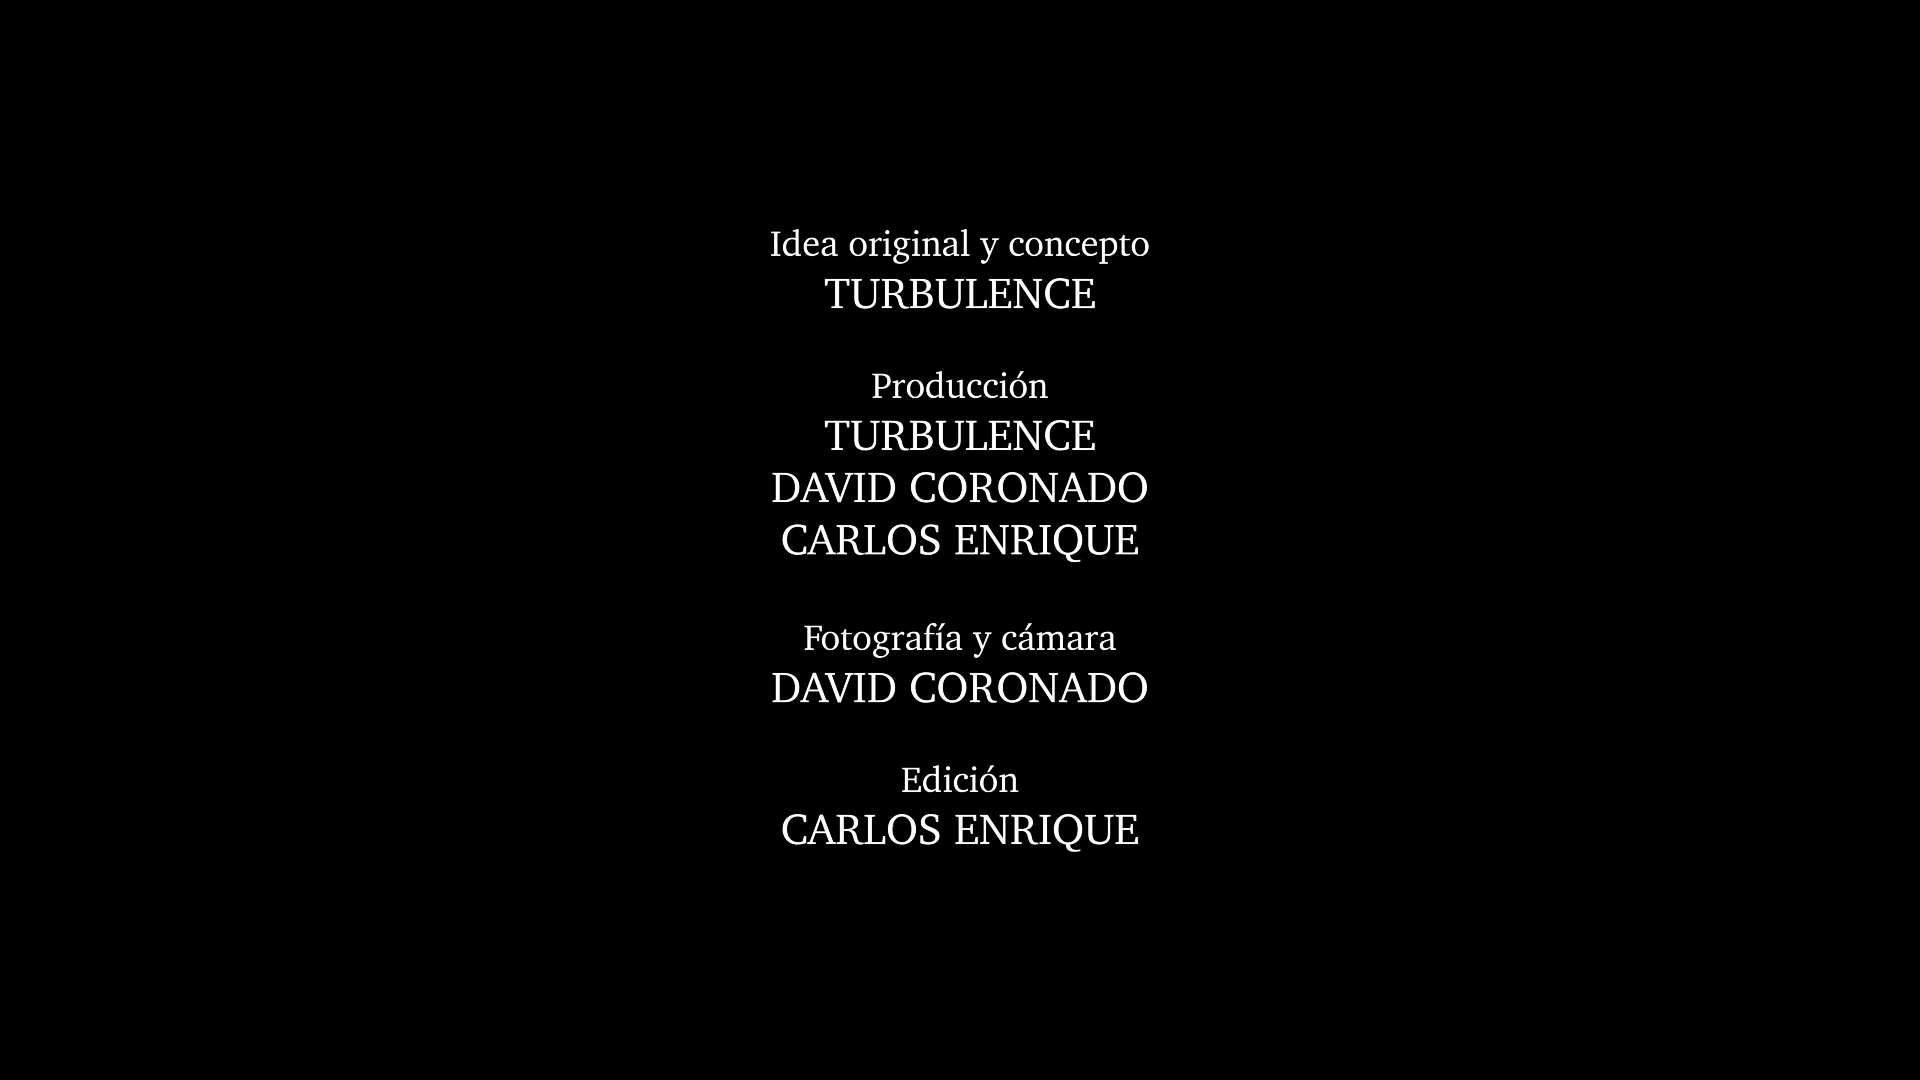 Idea original y concepto
TURBULENCE
Producción
TURBULENCE
DAVID CORONADO
CARLOS ENRIQUE
Fotografía y cámara
DAVID CORONADO
Edición
CARLOS ENRIQUE